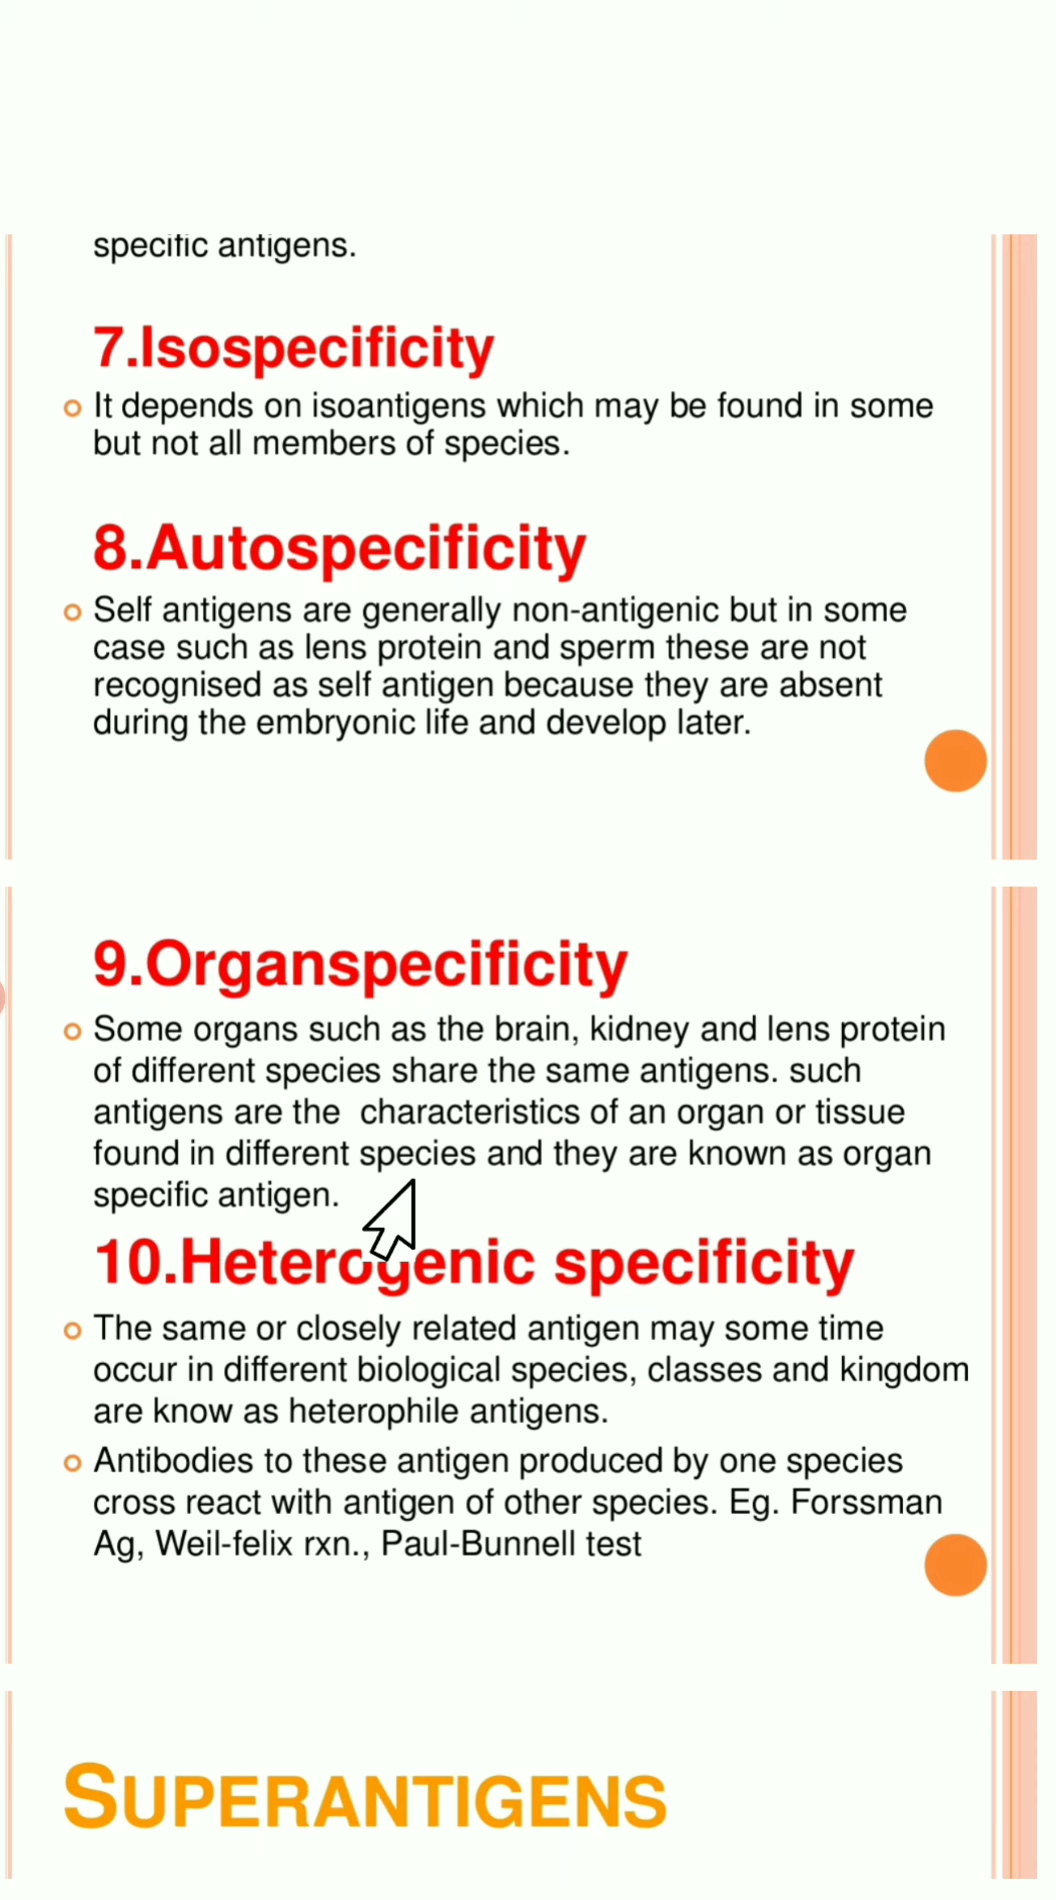 specific antigens.
7.Isospecificity
It depends on isoantigens which may be found in some
but not all members of species.
8.Autospecificity
Self antigens are generally non-antigenic but in some
case such as lens protein and sperm these are not
recognised as self antigen because they are absent
during the embryonic life and develop later.
9.Organspecificity
Some organs such as the brain, kidney and lens protein
of different species share the same antigens. such
antigens are the  characteristics of an organ or tissue
found in different species and they are known as organ
specific antigen.
10.Heterogenic specificity
The same or closely related antigen may some time
occur in different biological species, classes and kingdom
are know as heterophile antigens.
Antibodies to these antigen produced by one species
cross react with antigen of other species. Eg. Forssman
Ag, Weil-felix rxn., Paul-Bunnell test
SUPERANTIGENS